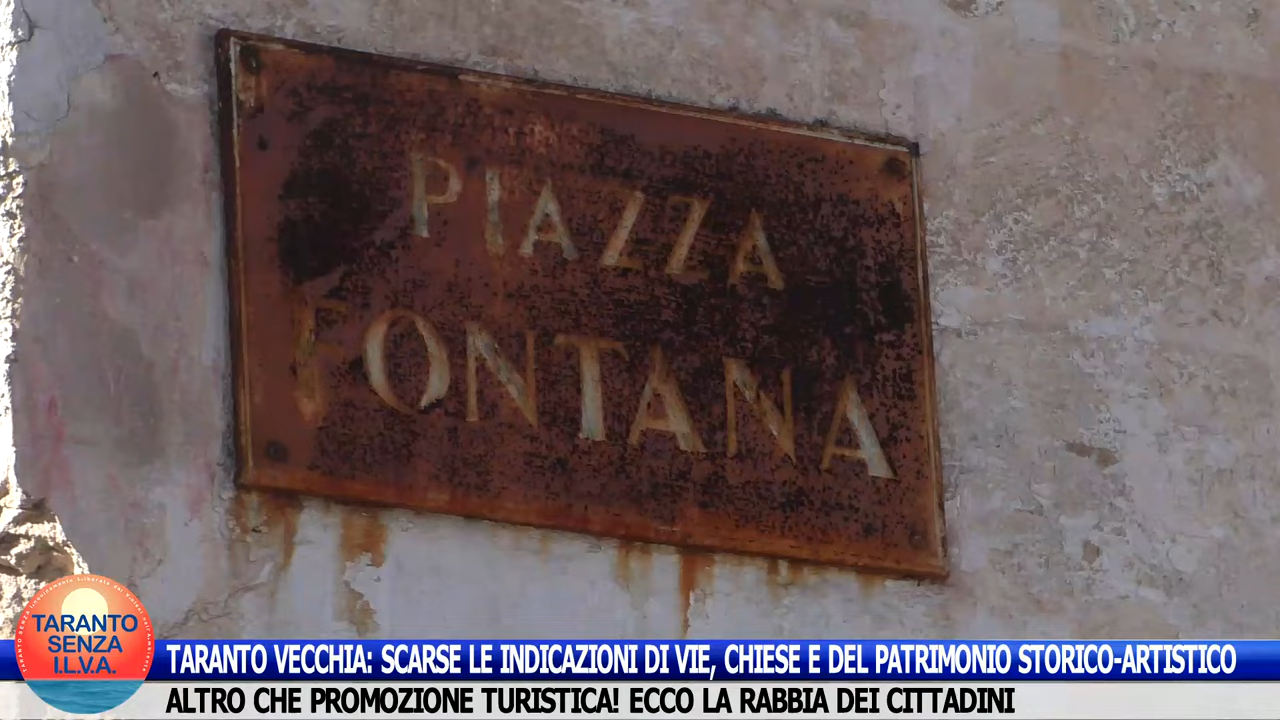 PIAZZA
FONTANA
TARANTO
SENZA
I.L.V.A.
TARANTO VECCHIA: SCARSE LE INDICAZIONI DI VIE, CHIESE E DEL PATRIMONIO STORICO-ARTISTICO
ALTRO CHE PROMOZIONE TURISTICA! ECCO LA RABBIA DEI CITTADINI